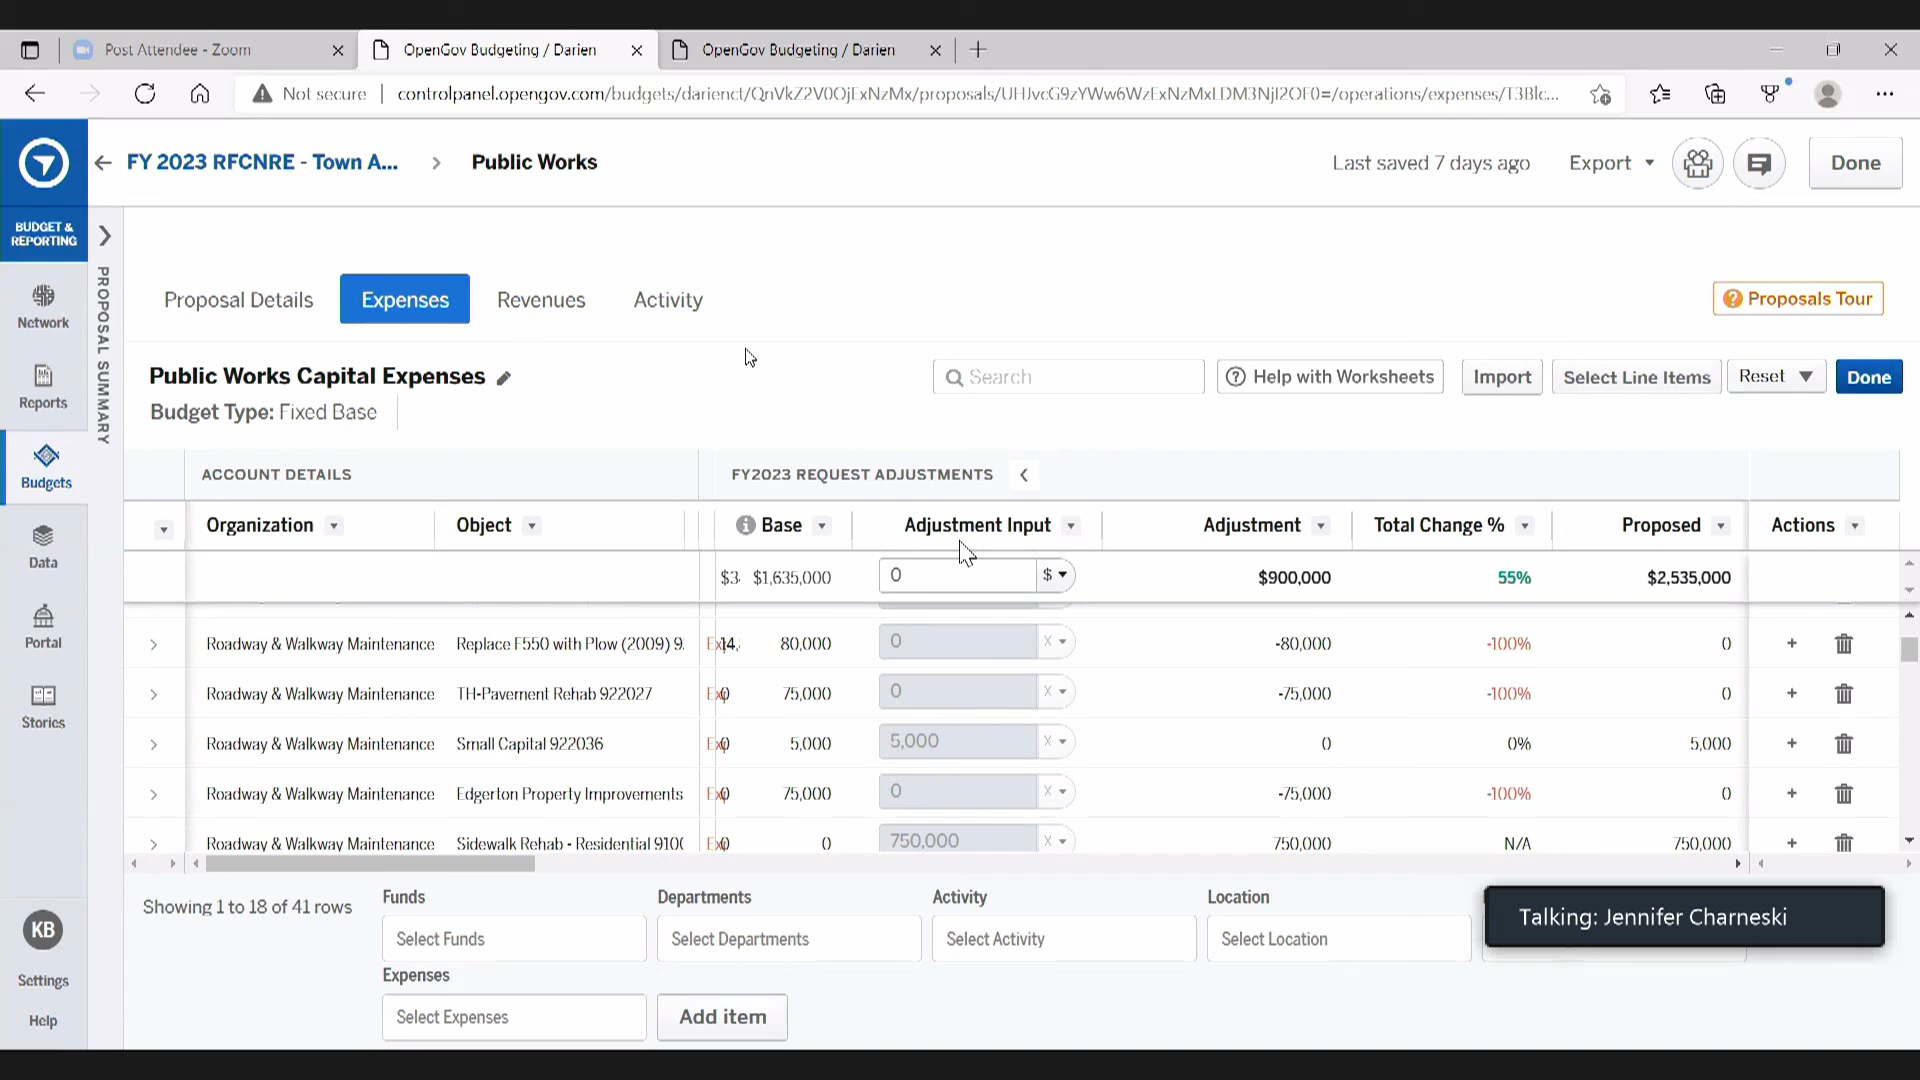 Post Attendee - Zoom
OpenGov Budgeting / Darien
OpenGov Budgeting / Darien
Not secure
controlpanel.opengov.com/budgets/darienct/QnVkZ2V0OjExNzMx/proposals/UHJvcG9zYWw6WzExNzMxLDM3NjI2OF0=/operations/expenses/T3Blc...
FY 2023 RFCNRE - Town A...
Public Works
Last saved 7 days ago
Export
Done
BUDGET & REPORTING
Network
Reports
Budgets
Data
Portal
Stories
KB
Settings
Help
PROPOSAL SUMMARY
Proposal Details
Expenses
Revenues
Activity
Proposals Tour
Public Works Capital Expenses
Budget Type: Fixed Base
Search
Help with Worksheets
Import
Select Line Items
Reset
Done
ACCOUNT DETAILS
FY2023 REQUEST ADJUSTMENTS
Organization Object Base Adjustment Input Adjustment Total Change % Proposed Actions
$3. $1,635,000 0 $ $900,000 55% $2,535,000
Roadway & Walkway Maintenance Replace F550 with Plow (2009) 9. 14, 80,000 0 X -80,000 -100% 0 +
Roadway & Walkway Maintenance TH-Pavement Rehab 922027 0 75,000 0 X -75,000 -100% 0 +
Roadway & Walkway Maintenance Small Capital 922036 0 5,000 5,000 X 0 0% 5,000 +
Roadway & Walkway Maintenance Edgerton Property Improvements 0 75,000 0 X -75,000 -100% 0 +
Roadway & Walkway Maintenance Sidewalk Rehab - Residential 910 0 0 750,000 X 750,000 N/A 750,000 +
Showing 1 to 18 of 41 rows
Funds
Select Funds
Departments
Select Departments
Activity
Select Activity
Location
Select Location
Talking: Jennifer Charneski
Expenses
Select Expenses
Add item